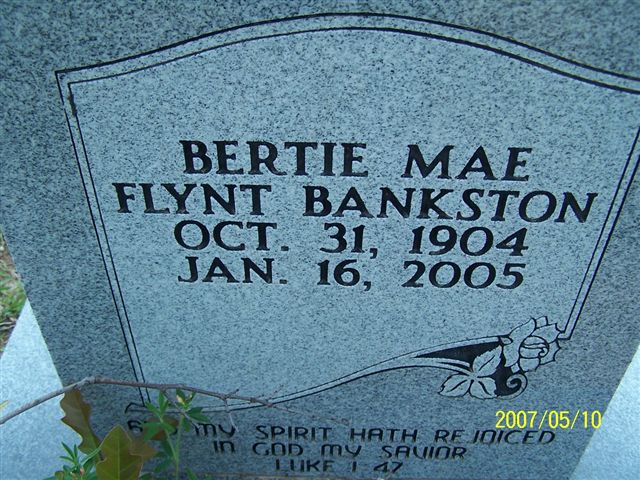 BERTIE MAE
FLYNT BANKSTON
OCT. 31, 1904
JAN. 16, 2005
MY SPIRIT HATH REJOICED
IN GOD MY SAVIOR
LUKE 1 47
2007/05/10